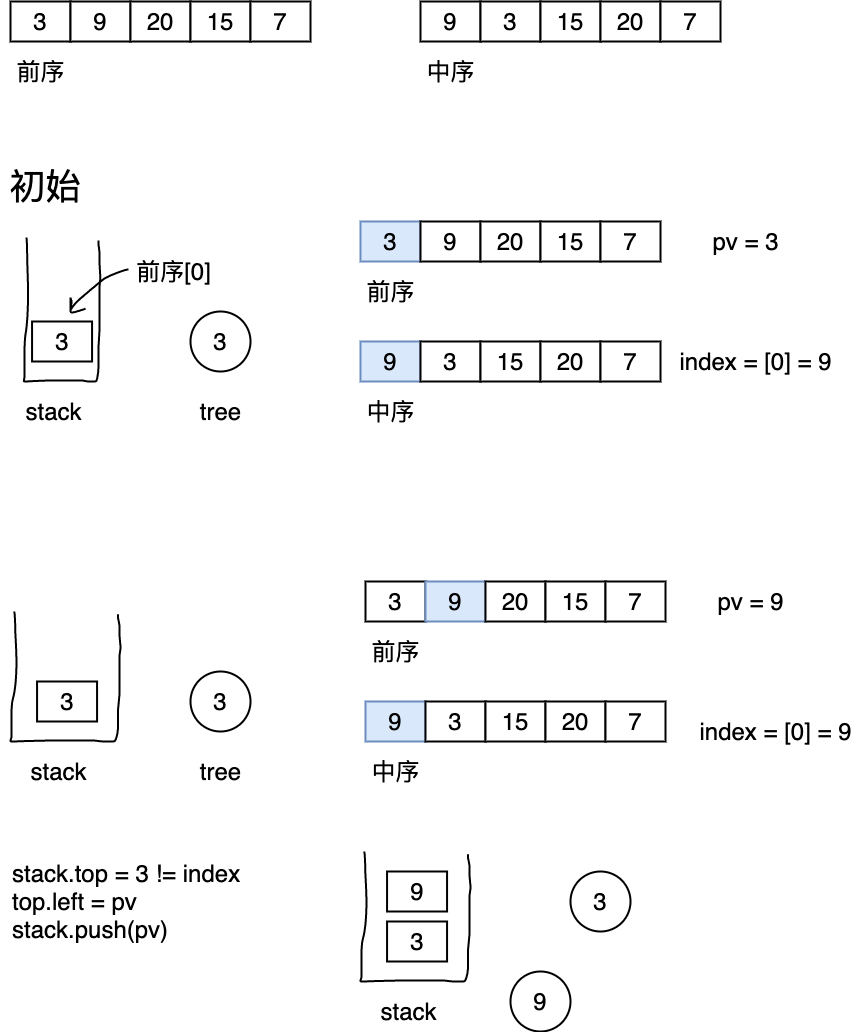 3 9 20 15 7
前序
9 3 15 20 7
中序
初始
前序[0]
3
stack
3
tree
3 9 20 15 7
前序
pv = 3
9 3 15 20 7
中序
index = [0] = 9
3
stack
3
tree
3 9 20 15 7
前序
pv = 9
9 3 15 20 7
中序
index = [0] = 9
stack.top = 3 != index
top.left = pv
stack.push(pv)
9
3
stack
3
9